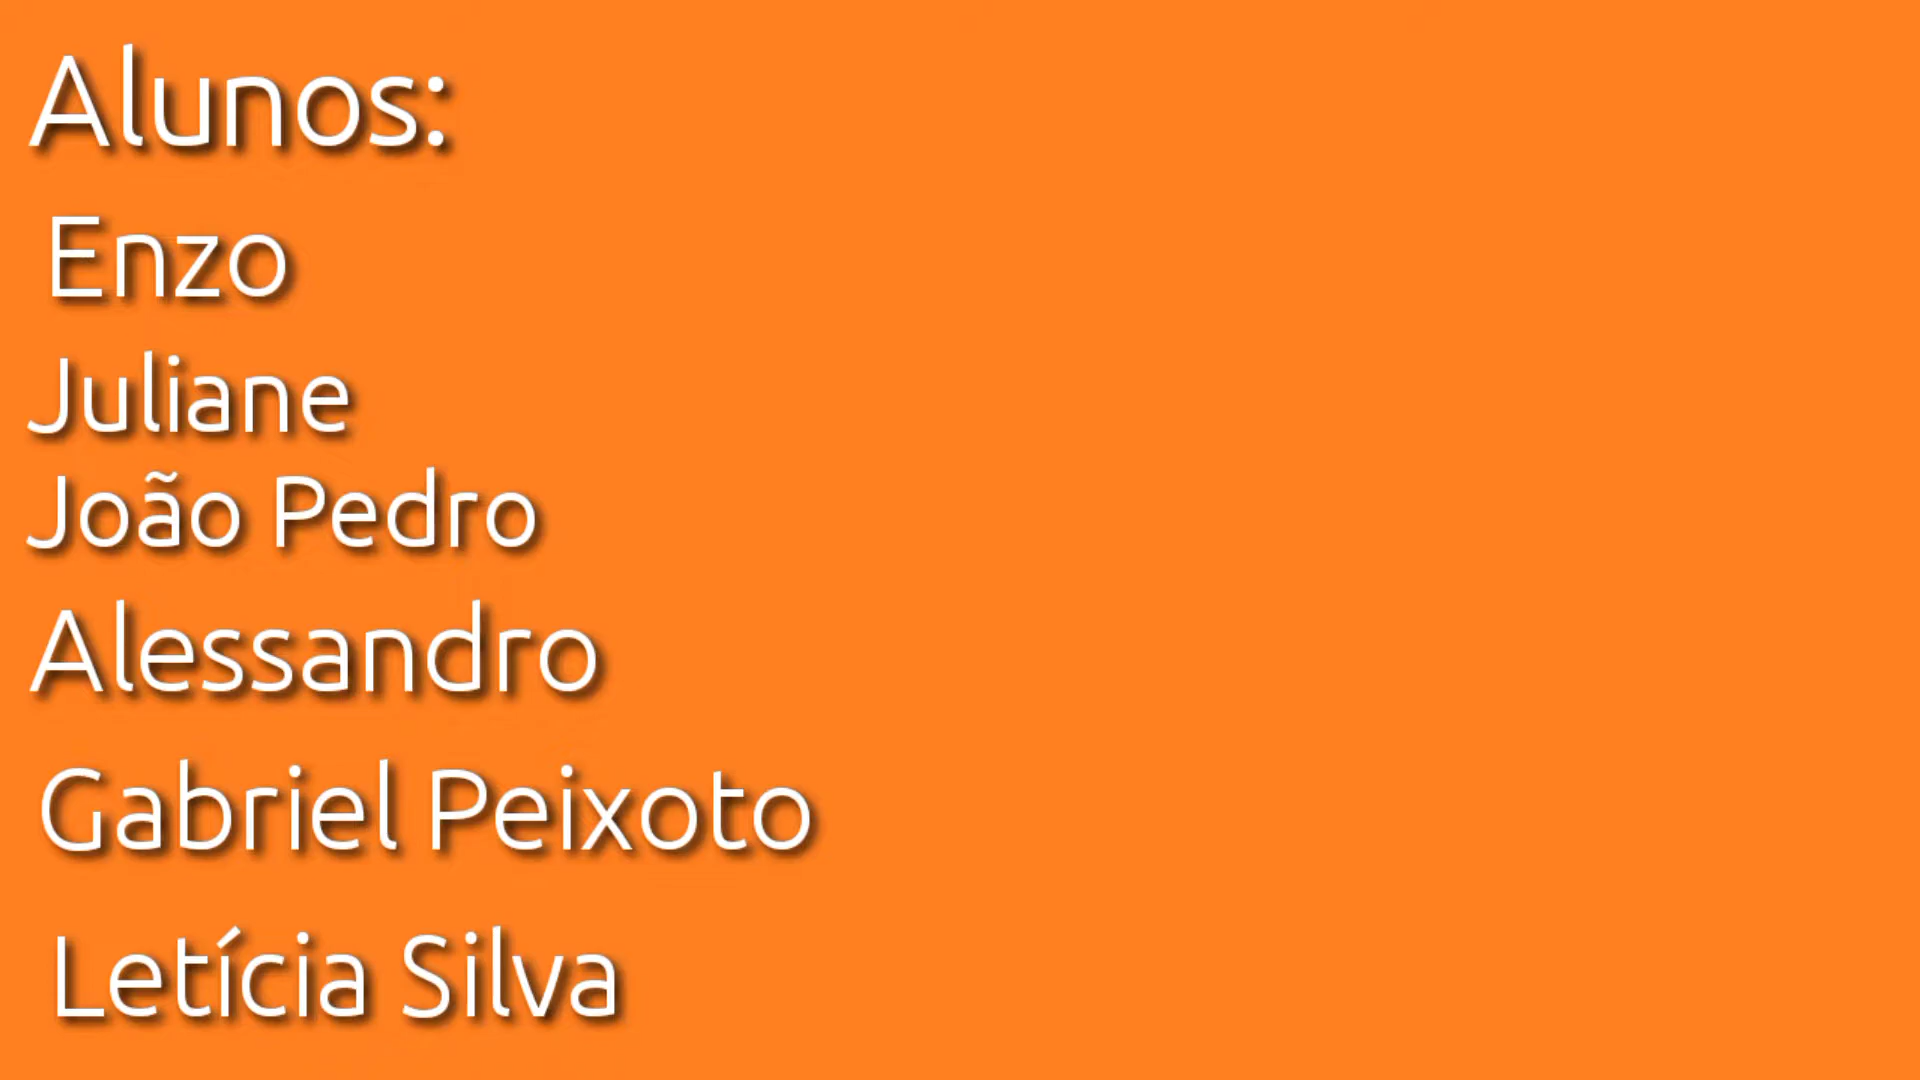 Alunos:
Enzo
Juliane
João Pedro
Alessandro
Gabriel Peixoto
Letícia Silva